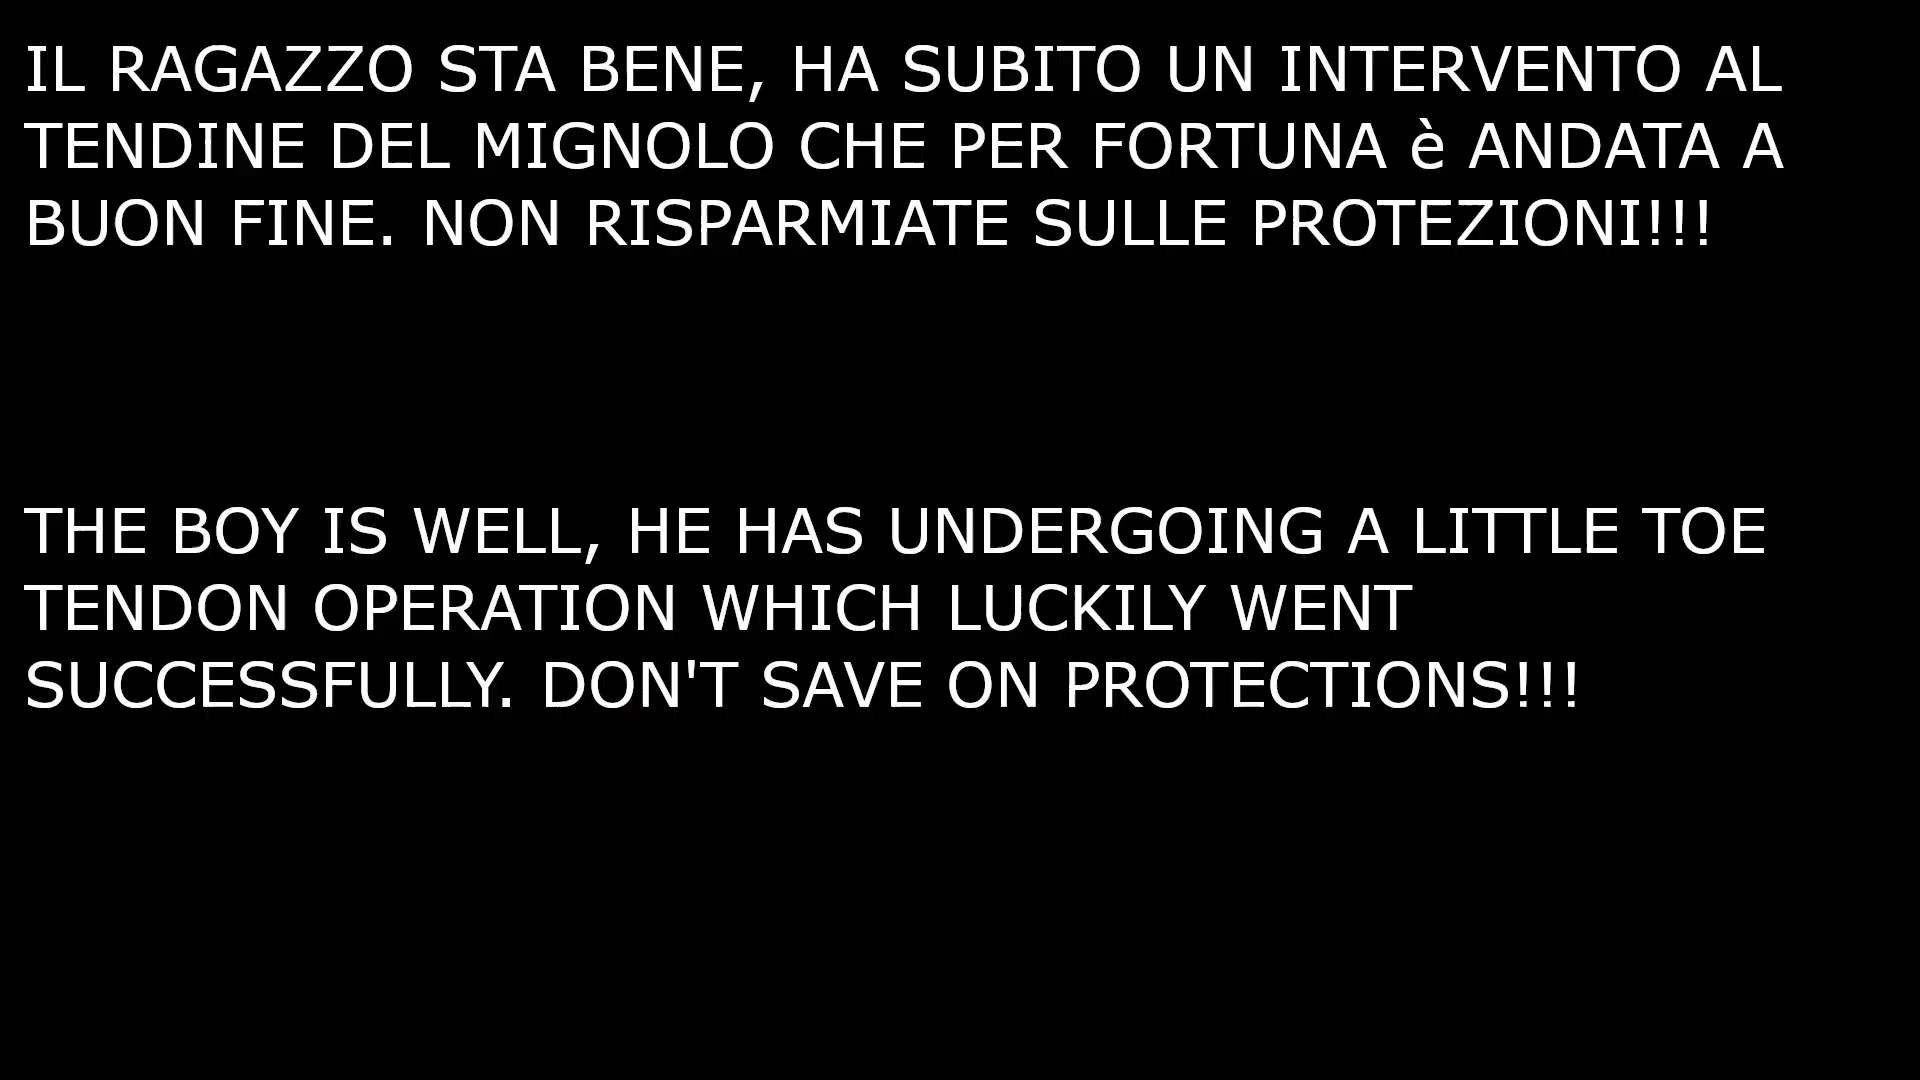 IL RAGAZZO STA BENE, HA SUBITO UN INTERVENTO AL
TENDINE DEL MIGNOLO CHE PER FORTUNA è ANDATA A
BUON FINE. NON RISPARMIATE SULLE PROTEZIONI!!!
THE BOY IS WELL, HE HAS UNDERGOING A LITTLE TOE
TENDON OPERATION WHICH LUCKILY WENT
SUCCESSFULLY. DON'T SAVE ON PROTECTIONS!!!